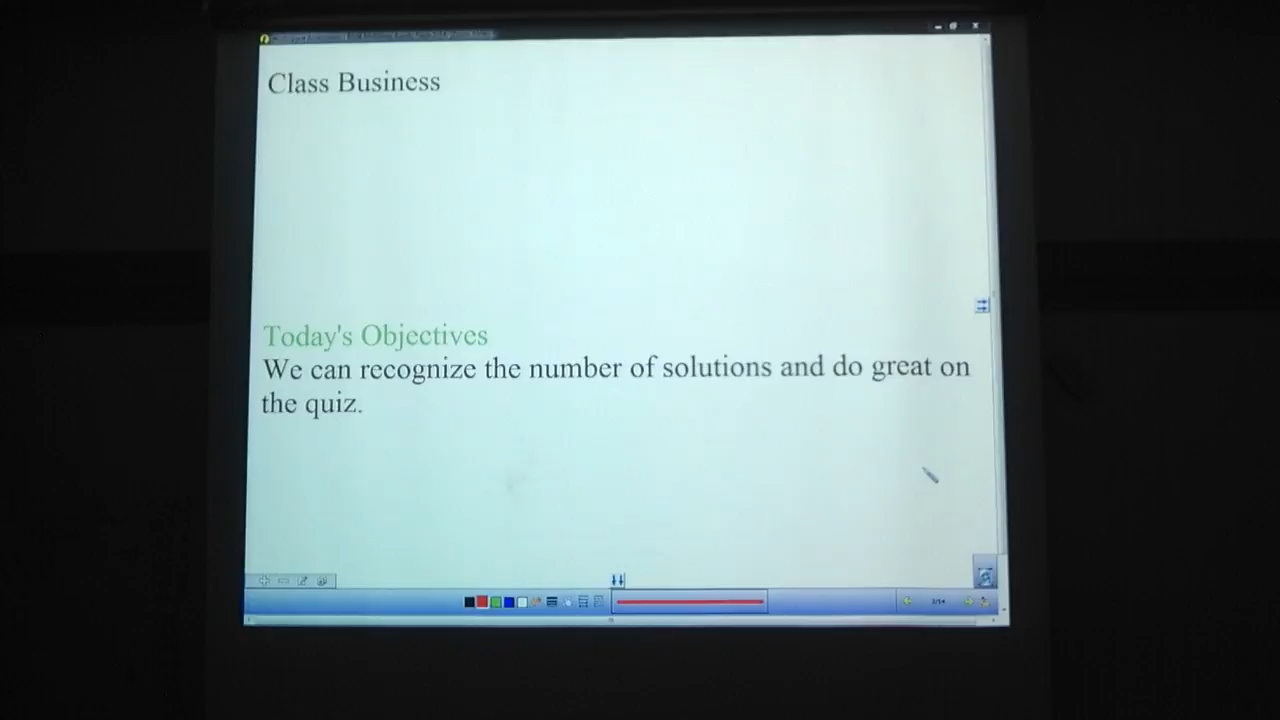 Class Business
Today's Objectives
We can recognize the number of solutions and do great on
the quiz.